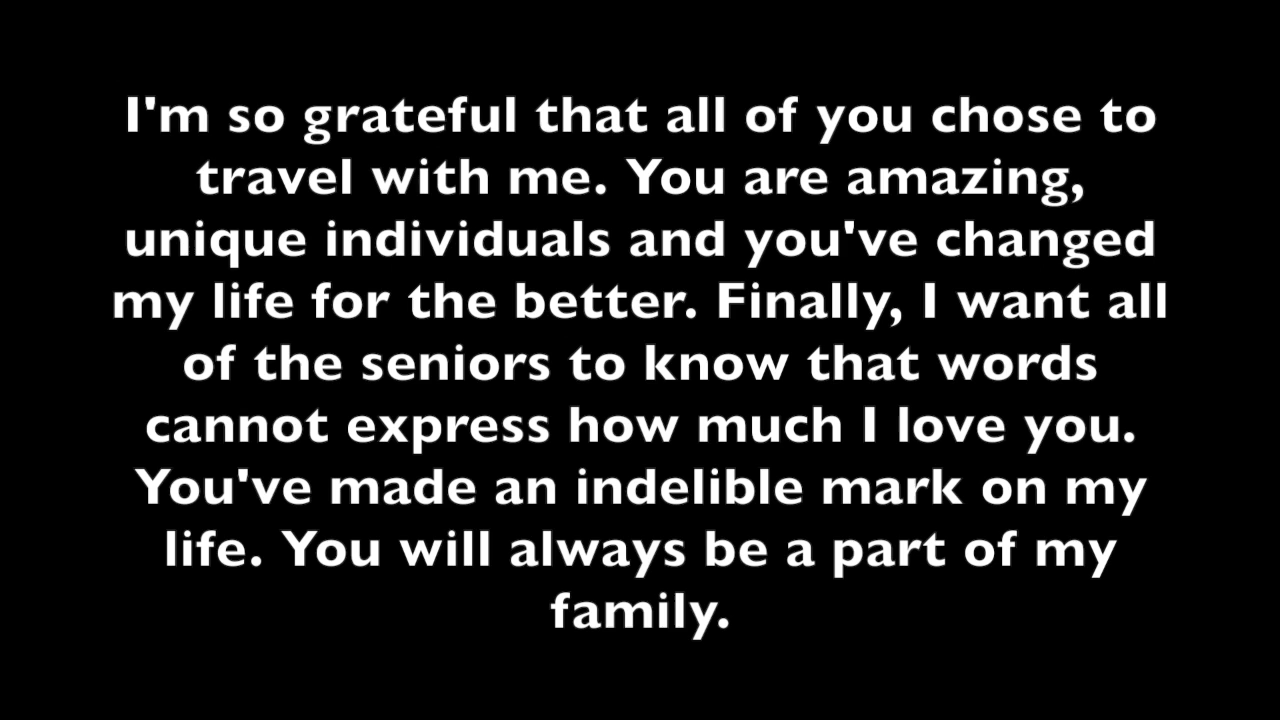 I'm so grateful that all of you chose to
travel with me. You are amazing,
unique individuals and you've changed
my life for the better. Finally, I want all
of the seniors to know that words
cannot express how much I love you.
You've made an indelible mark on my
life. You will always be a part of my
family.